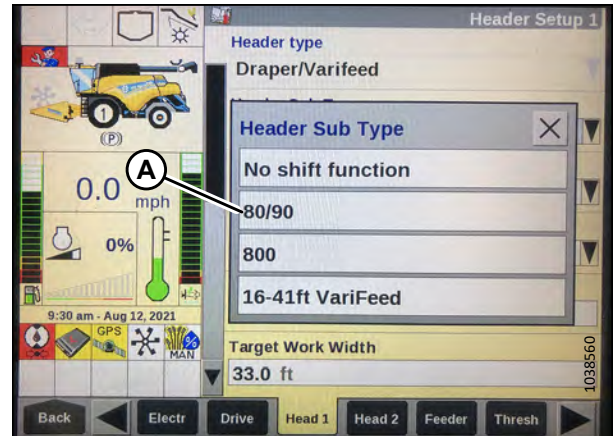 Header Setup 1
Header type
Draper/Varifeed
Header Sub Type
No shift function
80/90
800
16-41ft VariFeed
A
1
(P)
0.0 mph
0%
9:30 am - Aug 12, 2021
GPS
MAN
%
Target Work Width
33.0 ft
1038560
Back
Electr
Drive
Head 1
Head 2
Feeder
Thresh